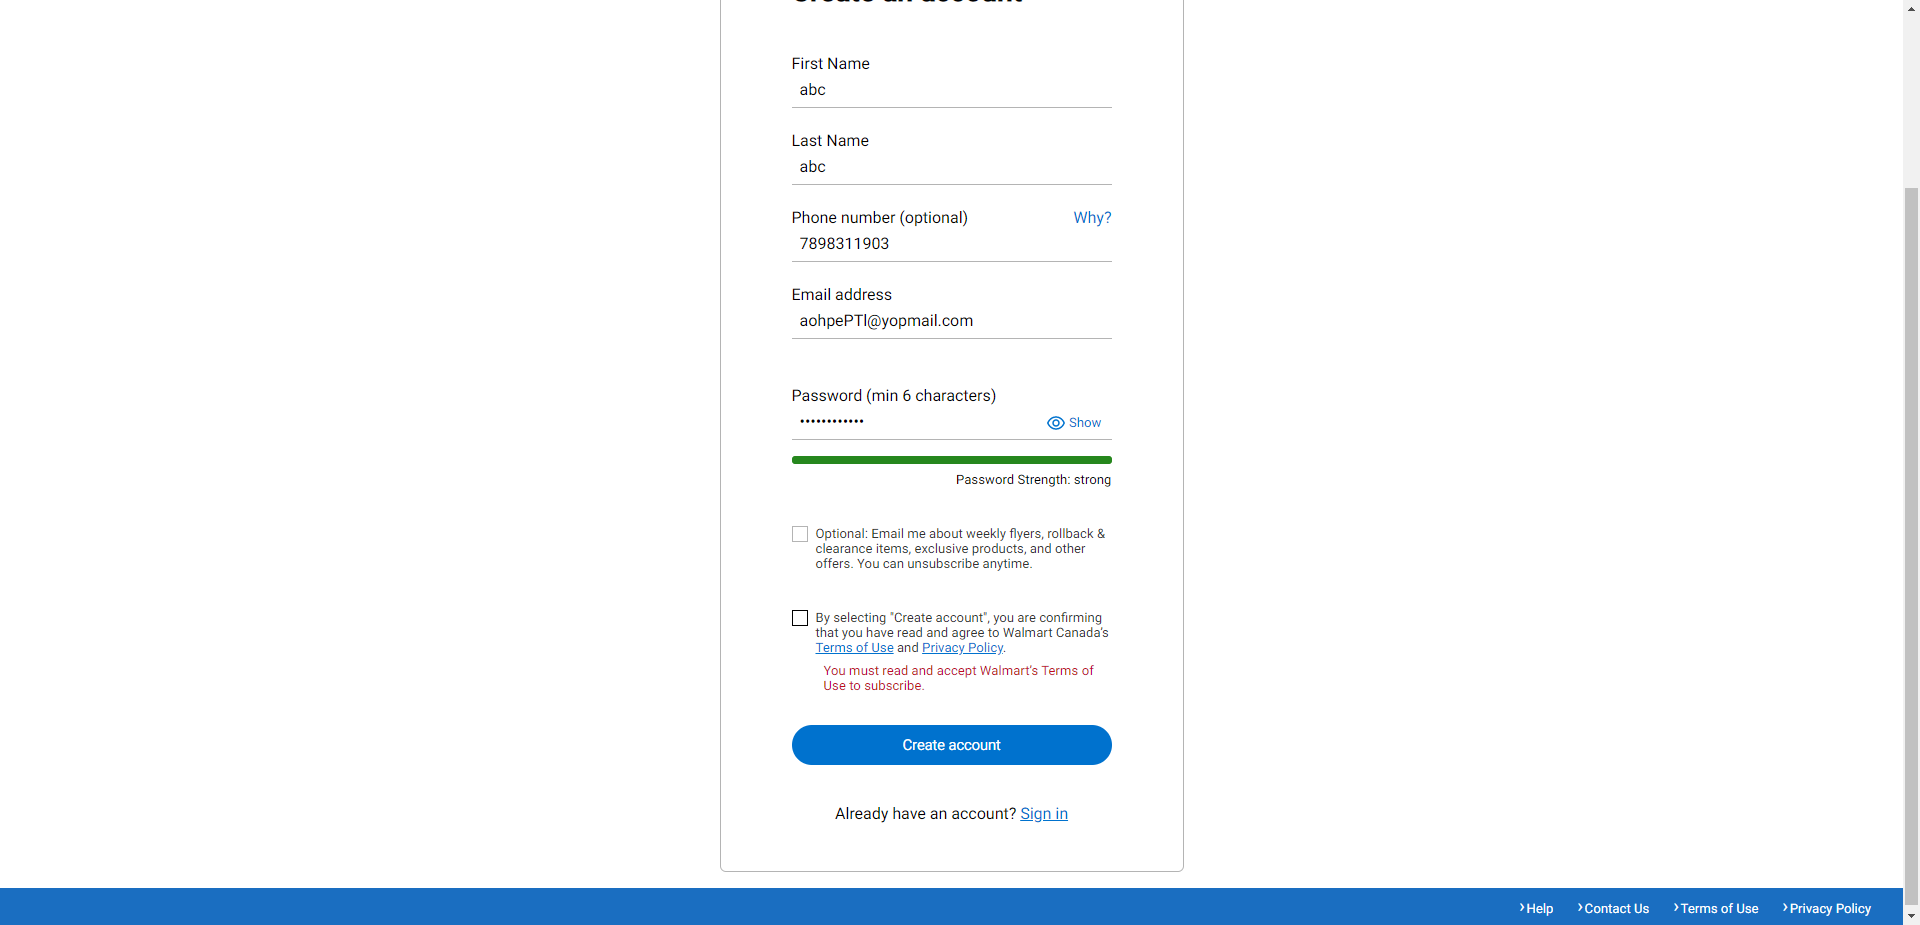 Create an account
First Name
abc
Last Name
abc
Phone number (optional) Why?
7898311903
Email address
aohpePTl@yopmail.com
Password (min 6 characters)
•••••••••••• Show
Password Strength: strong
Optional: Email me about weekly flyers, rollback &
clearance items, exclusive products, and other
offers. You can unsubscribe anytime.
By selecting "Create account", you are confirming
that you have read and agree to Walmart Canada's
Terms of Use and Privacy Policy.
You must read and accept Walmart's Terms of
Use to subscribe.
Create account
Already have an account? Sign in
Help Contact Us Terms of Use Privacy Policy